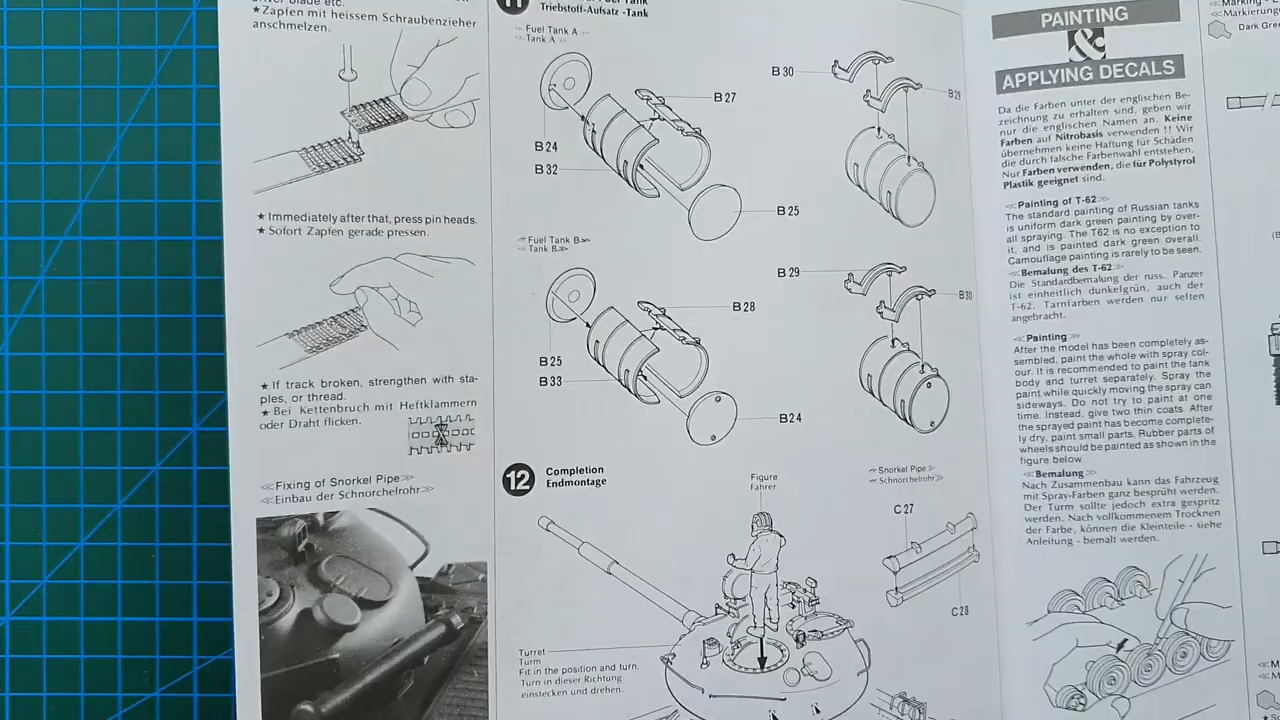 ★Zapfen mit heissem Schraubenzieher
anschmelzen.
★ Immediately after that, press pin heads.
★ Sofort Zapfen gerade pressen.
★ If track broken, strengthen with sta-
ples, or thread.
★ Bei Kettenbruch mit Heftklammern
oder Draht flicken.
≪Fixing of Snorkel Pipe≫
≪Einbau der Schnorchelrohr≫
11
Triebstoff-Aufsatz -Tank
≪ Fuel Tank A ≫
≪ Tank A ≫
B 27
B 24
B 32
B 25
B 30
B 29
≪ Fuel Tank B≫
≪ Tank B≫
B 28
B 25
B 33
B 24
B 29
B 30
12
Completion
Endmontage
Figure
Fahrer
≪ Snorkel Pipe ≫
≪ Schnorchelrohr≫
C 27
C 28
Turret
Turm
Fit in the position and turn.
Turm in dieser Richtung
einstecken und drehen.
PAINTING
&
APPLYING DECALS
Da die Farben unter der englischen Be-
zeichnung zu erhalten sind, geben wir
nur die englischen Namen an. Keine
Farben auf Nitrobasis verwenden !! Wir
übernehmen keine Haftung für Schäden
die durch falsche Farbenwahl entstehen.
Nur Farben verwenden, die für Polystyrol
Plastik geeignet sind.
≪Painting of T-62≫
The standard painting of Russian tanks
is uniform dark green painting by over-
all spraying. The T62 is no exception to
it, and is painted dark green overall.
Camouflage painting is rarely to be seen.
≪Bemalung des T-62≫
Die Standardbemalung der russ. Panzer
ist einheitlich dunkelgrün, auch der
T-62. Tarnfarben werden nur selten
angebracht.
≪Painting ≫
After the model has been completely as-
sembled, paint the whole with spray col-
our. It is recommended to paint the tank
body and turret separately. Spray the
paint while quickly moving the spray can
sideways. Do not try to paint at one
time. Instead, give two thin coats. After
the sprayed paint has become complete-
ly dry, paint small parts. Rubber parts of
wheels should be painted as shown in the
figure below.
≪Bemalung ≫
Nach Zusammenbau kann das Fahrzeug
mit Spray-Farben ganz besprüht werden.
Der Turm sollte jedoch extra gespritz
werden. Nach vollkommenem Trocknen
der Farbe, können die Kleinteile - siehe
Anleitung - bemalt werden.
≪Markierung
Dark Gre